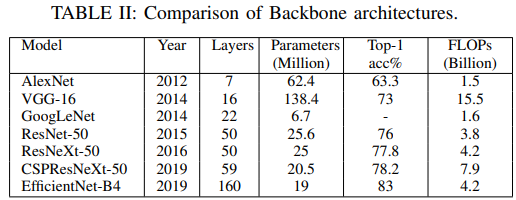 TABLE II: Comparison of Backbone architectures.
Model Year Layers Parameters (Million) Top-1 acc% FLOPs (Billion)
AlexNet 2012 7 62.4 63.3 1.5
VGG-16 2014 16 138.4 73 15.5
GoogLeNet 2014 22 6.7 - 1.6
ResNet-50 2015 50 25.6 76 3.8
ResNeXt-50 2016 50 25 77.8 4.2
CSPResNeXt-50 2019 59 20.5 78.2 7.9
EfficientNet-B4 2019 160 19 83 4.2